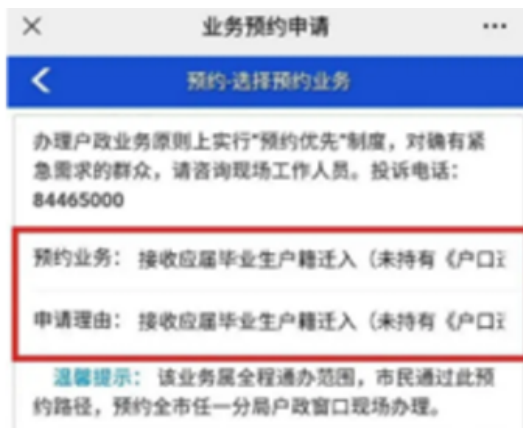 业务预约申请
预约-选择预约业务
办理户政业务原则上实行“预约优先”制度，对确有紧
急需求的群众，请咨询现场工作人员。投诉电话：
84465000
预约业务： 接收应届毕业生户籍迁入（未持有《户口
申请理由： 接收应届毕业生户籍迁入（未持有《户口
温馨提示： 该业务属全程通办范围，市民通过此预
约路径，预约全市任一分局户政窗口现场办理。